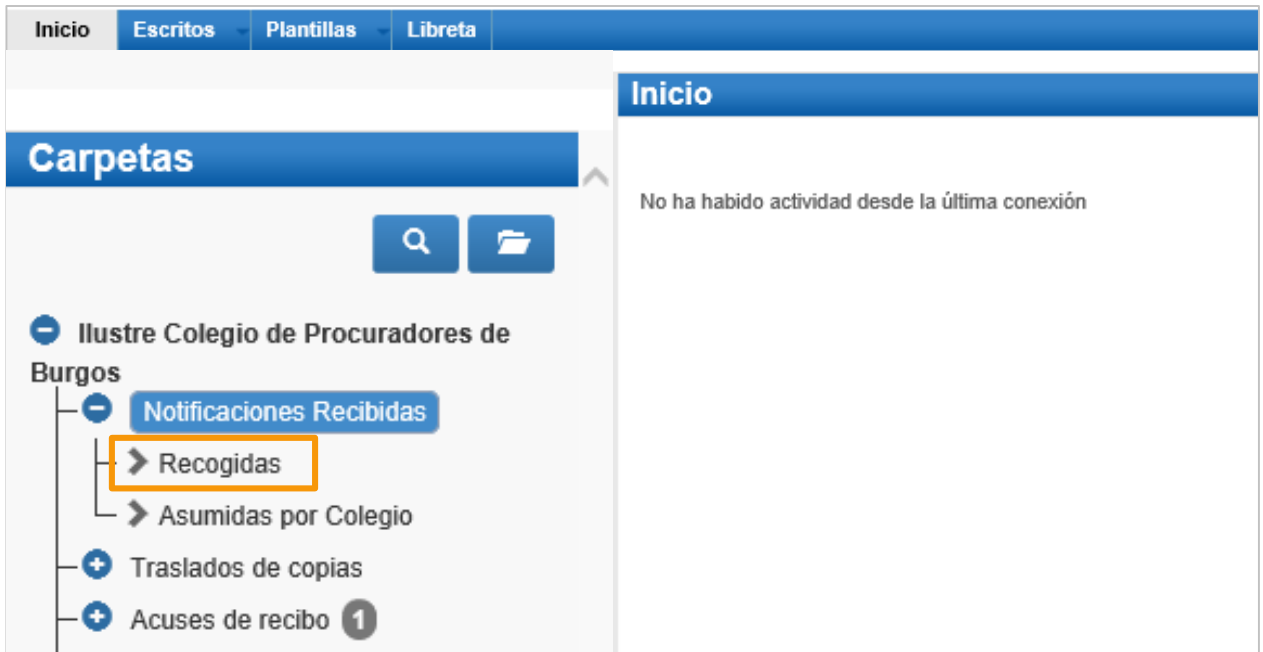 Inicio Escritos Plantillas Libreta
Inicio
Carpetas
No ha habido actividad desde la última conexión
Ilustre Colegio de Procuradores de
Burgos
Notificaciones Recibidas
Recogidas
Asumidas por Colegio
Traslados de copias
Acuses de recibo 1